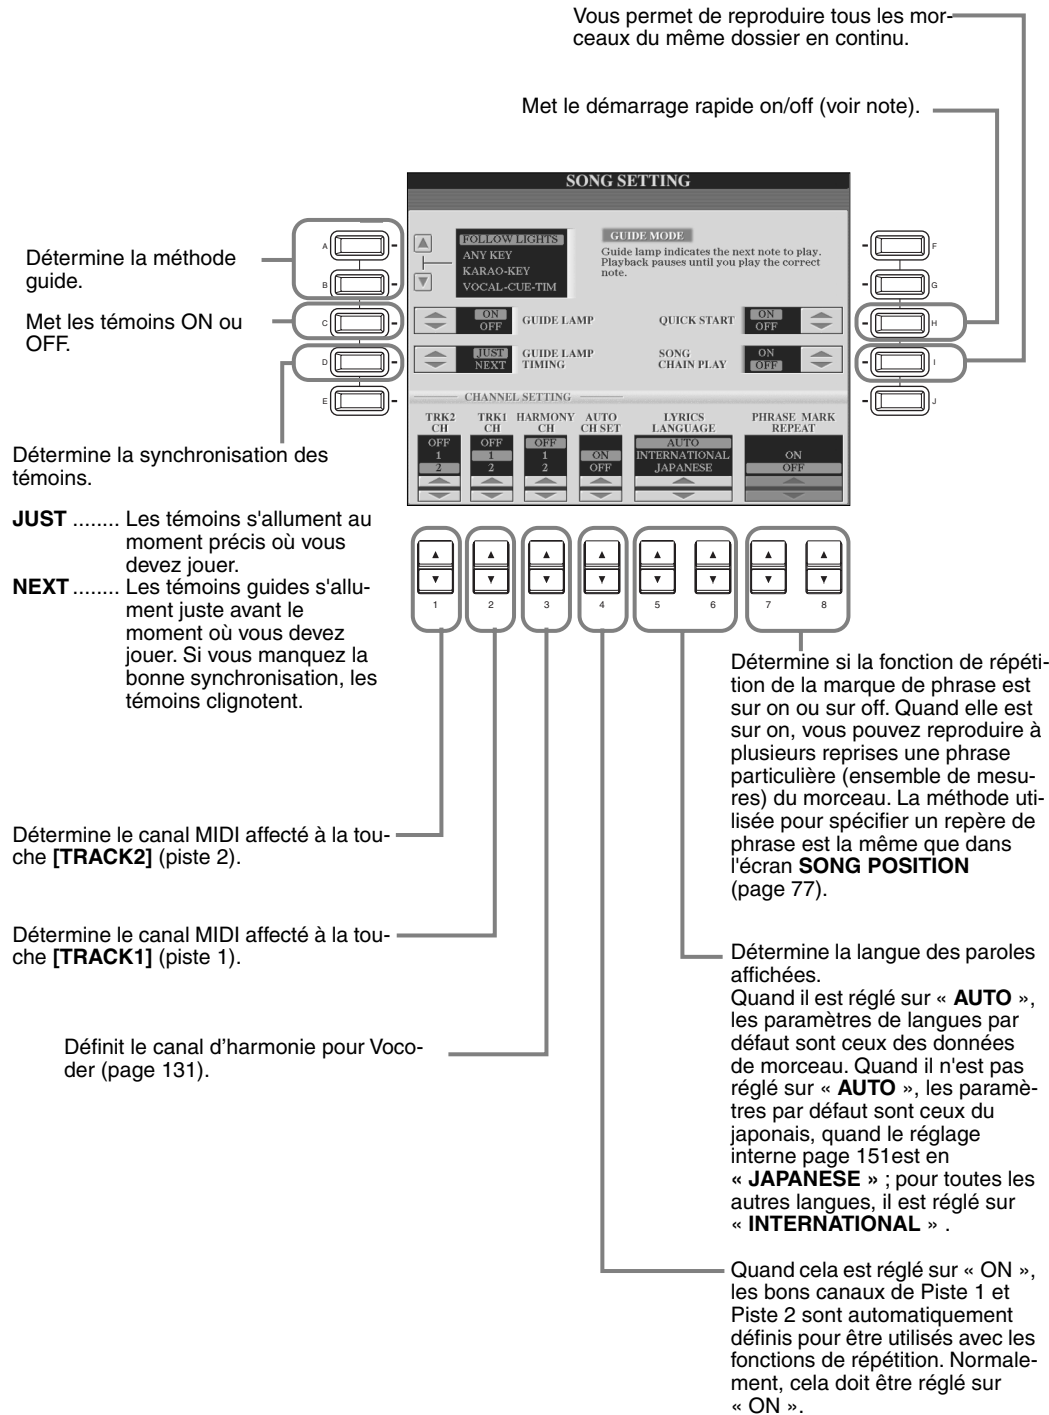 Vous permet de reproduire tous les mor-
ceaux du même dossier en continu.
Met le démarrage rapide on/off (voir note).
SONG SETTING
Détermine la méthode
guide.
Met les témoins ON ou
OFF.
A
B
C
D
E
FOLLOW LIGHTS
ANY KEY
KARAO-KEY
VOCAL-CUE-TIM
GUIDE MODE
Guide lamp indicates the next note to play.
Playback pauses until you play the correct
note.
ON
OFF
GUIDE LAMP
QUICK START
ON
OFF
JUST
NEXT
GUIDE LAMP
TIMING
SONG
CHAIN PLAY
ON
OFF
F
G
H
I
J
CHANNEL SETTING
TRK2
CH
OFF
1
2
TRK1
CH
OFF
1
2
HARMONY
CH
OFF
1
2
AUTO
CH SET
ON
OFF
LYRICS
LANGUAGE
AUTO
INTERNATIONAL
JAPANESE
PHRASE MARK
REPEAT
ON
OFF
1 2 3 4 5 6 7 8
Détermine la synchronisation des
témoins.
JUST ........ Les témoins s'allument au
moment précis où vous
devez jouer.
NEXT ........ Les témoins guides s'allu-
ment juste avant le
moment où vous devez
jouer. Si vous manquez la
bonne synchronisation, les
témoins clignotent.
Détermine le canal MIDI affecté à la tou-
che [TRACK2] (piste 2).
Détermine le canal MIDI affecté à la tou-
che [TRACK1] (piste 1).
Définit le canal d'harmonie pour Voco-
der (page 131).
Détermine si la fonction de répéti-
tion de la marque de phrase est
sur on ou sur off. Quand elle est
sur on, vous pouvez reproduire à
plusieurs reprises une phrase
particulière (ensemble de mesu-
res) du morceau. La méthode uti-
lisée pour spécifier un repère de
phrase est la même que dans
l'écran SONG POSITION
(page 77).
Détermine la langue des paroles
affichées.
Quand il est réglé sur « AUTO »,
les paramètres de langues par
défaut sont ceux des données
de morceau. Quand il n'est pas
réglé sur « AUTO », les paramè-
tres par défaut sont ceux du
japonais, quand le réglage
interne page 151est en
« JAPANESE » ; pour toutes les
autres langues, il est réglé sur
« INTERNATIONAL » .
Quand cela est réglé sur « ON »,
les bons canaux de Piste 1 et
Piste 2 sont automatiquement
définis pour être utilisés avec les
fonctions de répétition. Normale-
ment, cela doit être réglé sur
« ON ».